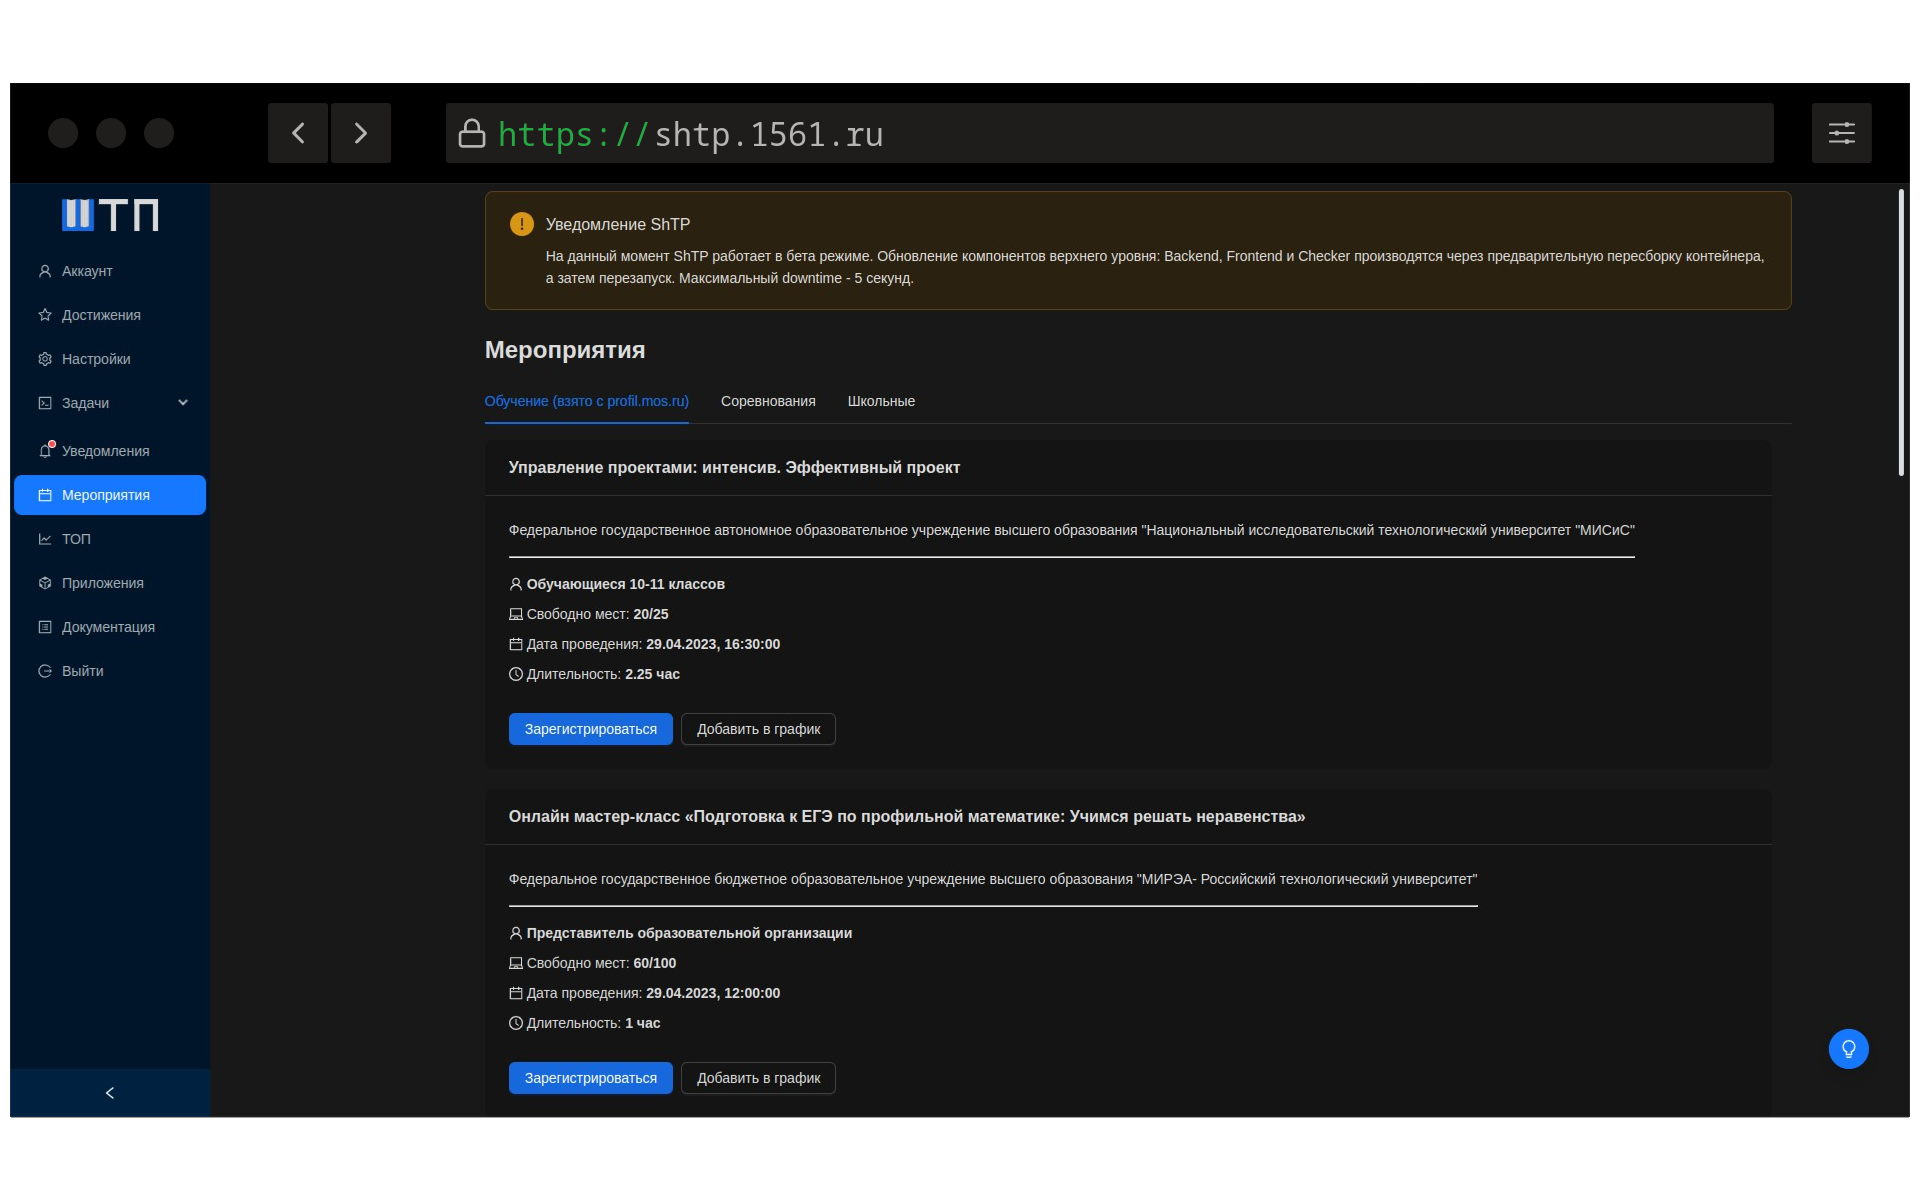 https://shtp.1561.ru
ШТП
Аккаунт
Достижения
Настройки
Задачи
Уведомления
Мероприятия
ТОП
Приложения
Документация
Выйти
Уведомление ShTP
На данный момент ShTP работает в бета режиме. Обновление компонентов верхнего уровня: Backend, Frontend и Checker производятся через предварительную пересборку контейнера,
а затем перезапуск. Максимальный downtime - 5 секунд.
Мероприятия
Обучение (взято с profil.mos.ru) Соревнования Школьные
Управление проектами: интенсив. Эффективный проект
Федеральное государственное автономное образовательное учреждение высшего образования "Национальный исследовательский технологический университет "МИСиС"
Обучающиеся 10-11 классов
Свободно мест: 20/25
Дата проведения: 29.04.2023, 16:30:00
Длительность: 2.25 час
Зарегистрироваться Добавить в график
Онлайн мастер-класс «Подготовка к ЕГЭ по профильной математике: Учимся решать неравенства»
Федеральное государственное бюджетное образовательное учреждение высшего образования "МИРЭА- Российский технологический университет"
Представитель образовательной организации
Свободно мест: 60/100
Дата проведения: 29.04.2023, 12:00:00
Длительность: 1 час
Зарегистрироваться Добавить в график